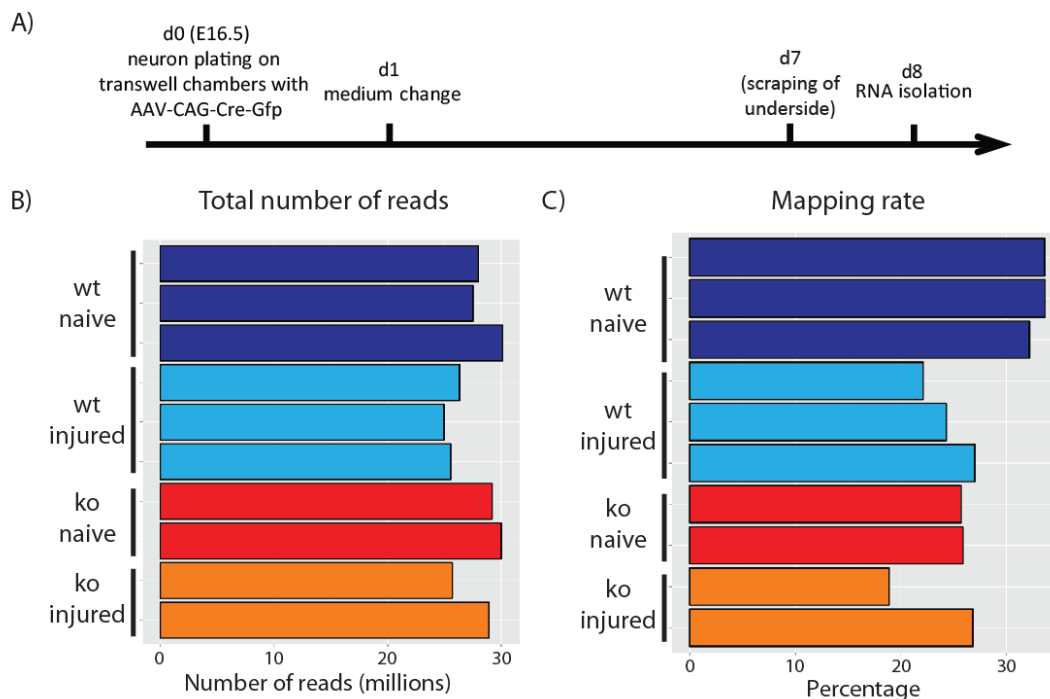 A)
d0 (E16.5)
neuron plating on
transwell chambers with
AAV-CAG-Cre-Gfp
d1
medium change
d7
(scraping of
underside)
d8
RNA isolation
B)
Total number of reads
wt
naive
wt
injured
ko
naive
ko
injured
0
10
20
30
Number of reads (millions)
C)
Mapping rate
wt
naive
wt
injured
ko
naive
ko
injured
0
10
20
30
Percentage